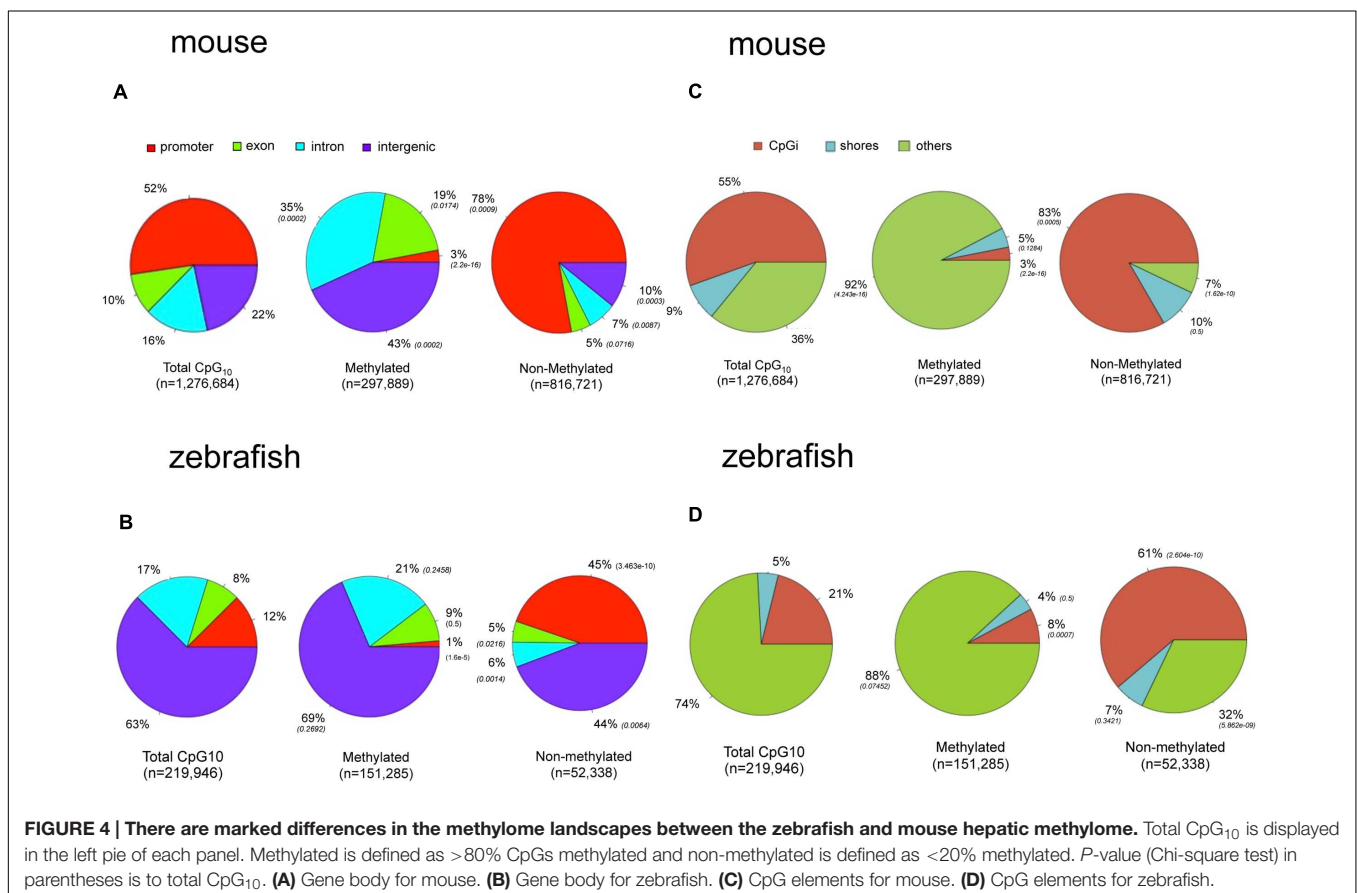 mouse
mouse
A
C
promoter exon intron intergenic
CpGi shores others
52%
10%
16%
22%
Total CpG10
(n=1,276,684)
35%
(0.0002)
19%
(0.0174)
3%
(2.2e-16)
43% (0.0002)
Methylated
(n=297,889)
78%
(0.0009)
10%
(0.0003)
7% (0.0087)
5% (0.0716)
Non-Methylated
(n=816,721)
55%
9%
36%
Total CpG10
(n=1,276,684)
5%
(0.1284)
3%
(2.2e-16)
92%
(4.243e-16)
Methylated
(n=297,889)
83%
(0.0005)
7%
(1.62e-10)
10%
(0.5)
Non-Methylated
(n=816,721)
zebrafish
zebrafish
B
D
17%
8%
12%
63%
Total CpG10
(n=219,946)
21% (0.2458)
9%
(0.5)
1%
(1.6e-5)
69%
(0.2692)
Methylated
(n=151,285)
45% (3.463e-10)
5%
(0.0216)
6%
(0.0014)
44% (0.0064)
Non-methylated
(n=52,338)
5%
21%
74%
Total CpG10
(n=219,946)
4% (0.5)
8%
(0.0007)
88%
(0.07452)
Methylated
(n=151,285)
61% (2.604e-10)
7%
(0.3421)
32%
(5.862e-09)
Non-methylated
(n=52,338)
FIGURE 4 | There are marked differences in the methylome landscapes between the zebrafish and mouse hepatic methylome. Total CpG10 is displayed
in the left pie of each panel. Methylated is defined as >80% CpGs methylated and non-methylated is defined as <20% methylated. P-value (Chi-square test) in
parentheses is to total CpG10. (A) Gene body for mouse. (B) Gene body for zebrafish. (C) CpG elements for mouse. (D) CpG elements for zebrafish.